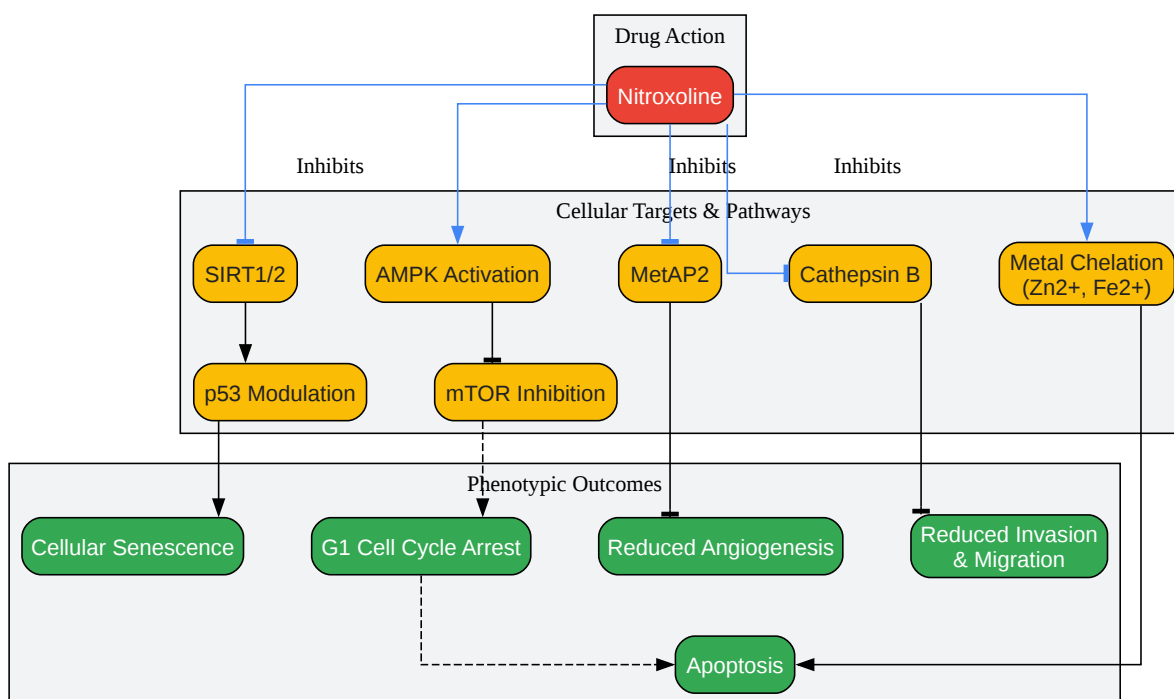 Drug Action
Nitroxoline
Inhibits
Inhibits
Inhibits
Cellular Targets & Pathways
SIRT1/2
AMPK Activation
MetAP2
Cathepsin B
Metal Chelation
(Zn2+, Fe2+)
p53 Modulation
mTOR Inhibition
Phenotypic Outcomes
Cellular Senescence
G1 Cell Cycle Arrest
Reduced Angiogenesis
Reduced Invasion
& Migration
Apoptosis